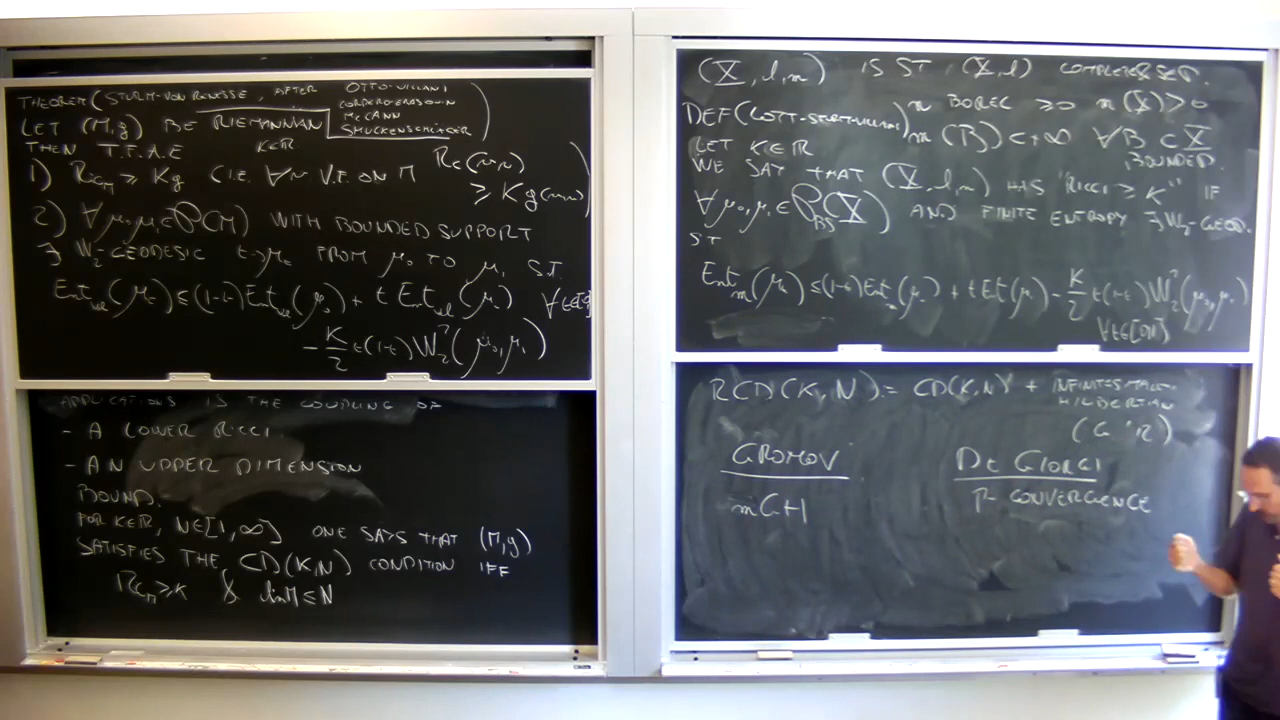 THEOREM (STURM-VON RENESSE, AFTER OTTO-VILLANI
CORDERO-ERAUSQUIN
McCANN
SHMUCKENSCHLÄGER)
LET (M,g) BE RIEMANNIAN K∈R
THEN T.F.A.E
1) Ric_M ≥ Kg (I.E. ∀v V.F. ON M Ric(v,v) ≥ Kg(v,v))
2) ∀μ₀,μ₁∈P(M) WITH BOUNDED SUPPORT
∃ W₂-GEODESIC t→μt FROM μ₀ TO μ₁ S.T.
Ent_vol(μt) ≤ (1-t)Ent_vol(μ₀) + t Ent_vol(μ₁) ∀t∈[0,1]
- K/2 t(1-t) W₂²(μ₀,μ₁)
APPLICATIONS IS THE COUPLING OF
- A LOWER RICCI
- AN UPPER DIMENSION
BOUND.
FOR K∈R, N∈[1,∞] ONE SAYS THAT (M,g)
SATISFIES THE CD(K,N) CONDITION IFF
Ric_M ≥ K & dim M ≤ N
(X,d,m) IS ST (X,d) COMPLETE & SEP.
m BOREL ≥0 m(X)>0
DEF (LOTT-STURM-VILLANI) m(B)<+∞ ∀B⊂X
BOUNDED.
LET K∈R
WE SAY THAT (X,d,m) HAS "RICCI ≥ K" IF
∀μ₀,μ₁∈P_BS(X) AND FINITE ENTROPY ∃ W₂-GEOD.
ST
Ent_m(μt) ≤ (1-t)Ent_m(μ₀) + t Ent(μ₁) - K/2 t(1-t) W₂²(μ₀,μ₁)
∀t∈[0,1]
RCD(K,N) = CD(K,N) + INFINITESIMALLY
HILBERTIAN
(G '12)
GROMOV
mGH
DE GIORGI
Γ-CONVERGENCE